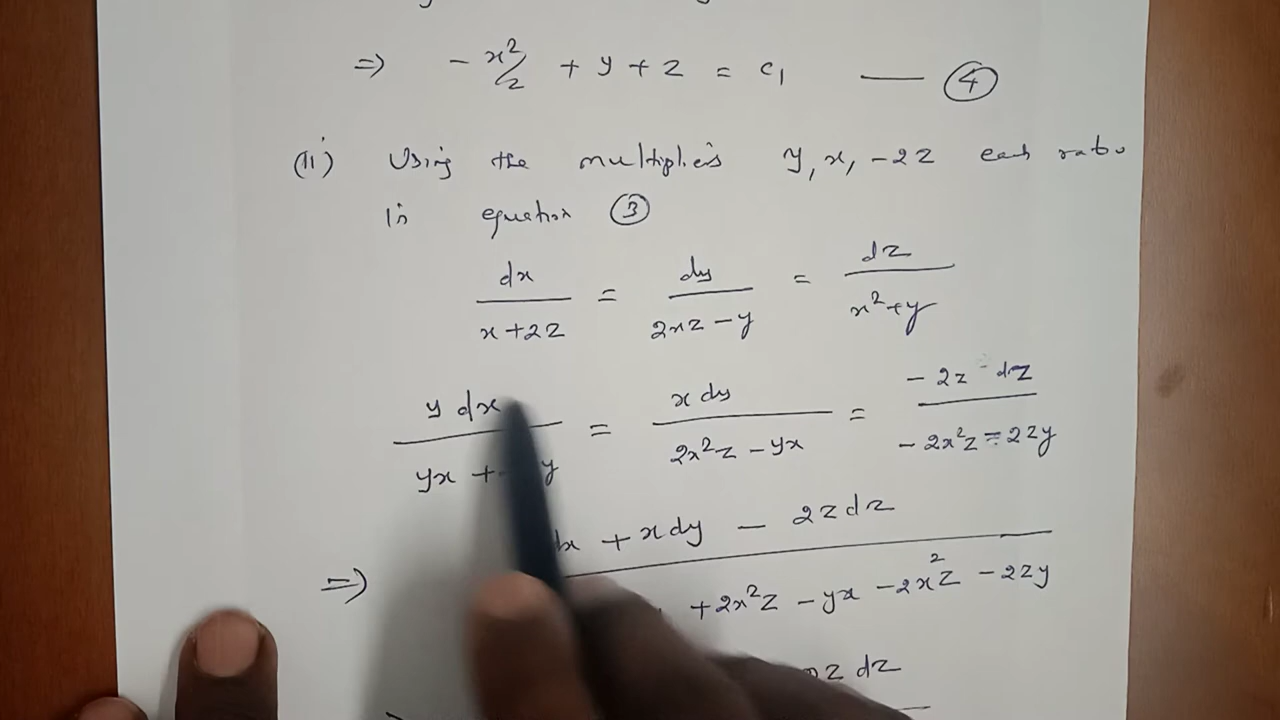 =) - x²/2 + y + z = c₁ —— (4)
(ii) Using the multipliers y, x, -2z each ratio
in equation (3)
dx/(x+2z) = dy/(2xz-y) = dz/(x²+y)
y dx/(yx + y) = x dy/(2x²z - yx) = -2z dz/(-2x²z - 2zy)
=) dx + x dy - 2z dz
+ 2x²z - yx - 2x²z - 2zy
z dz